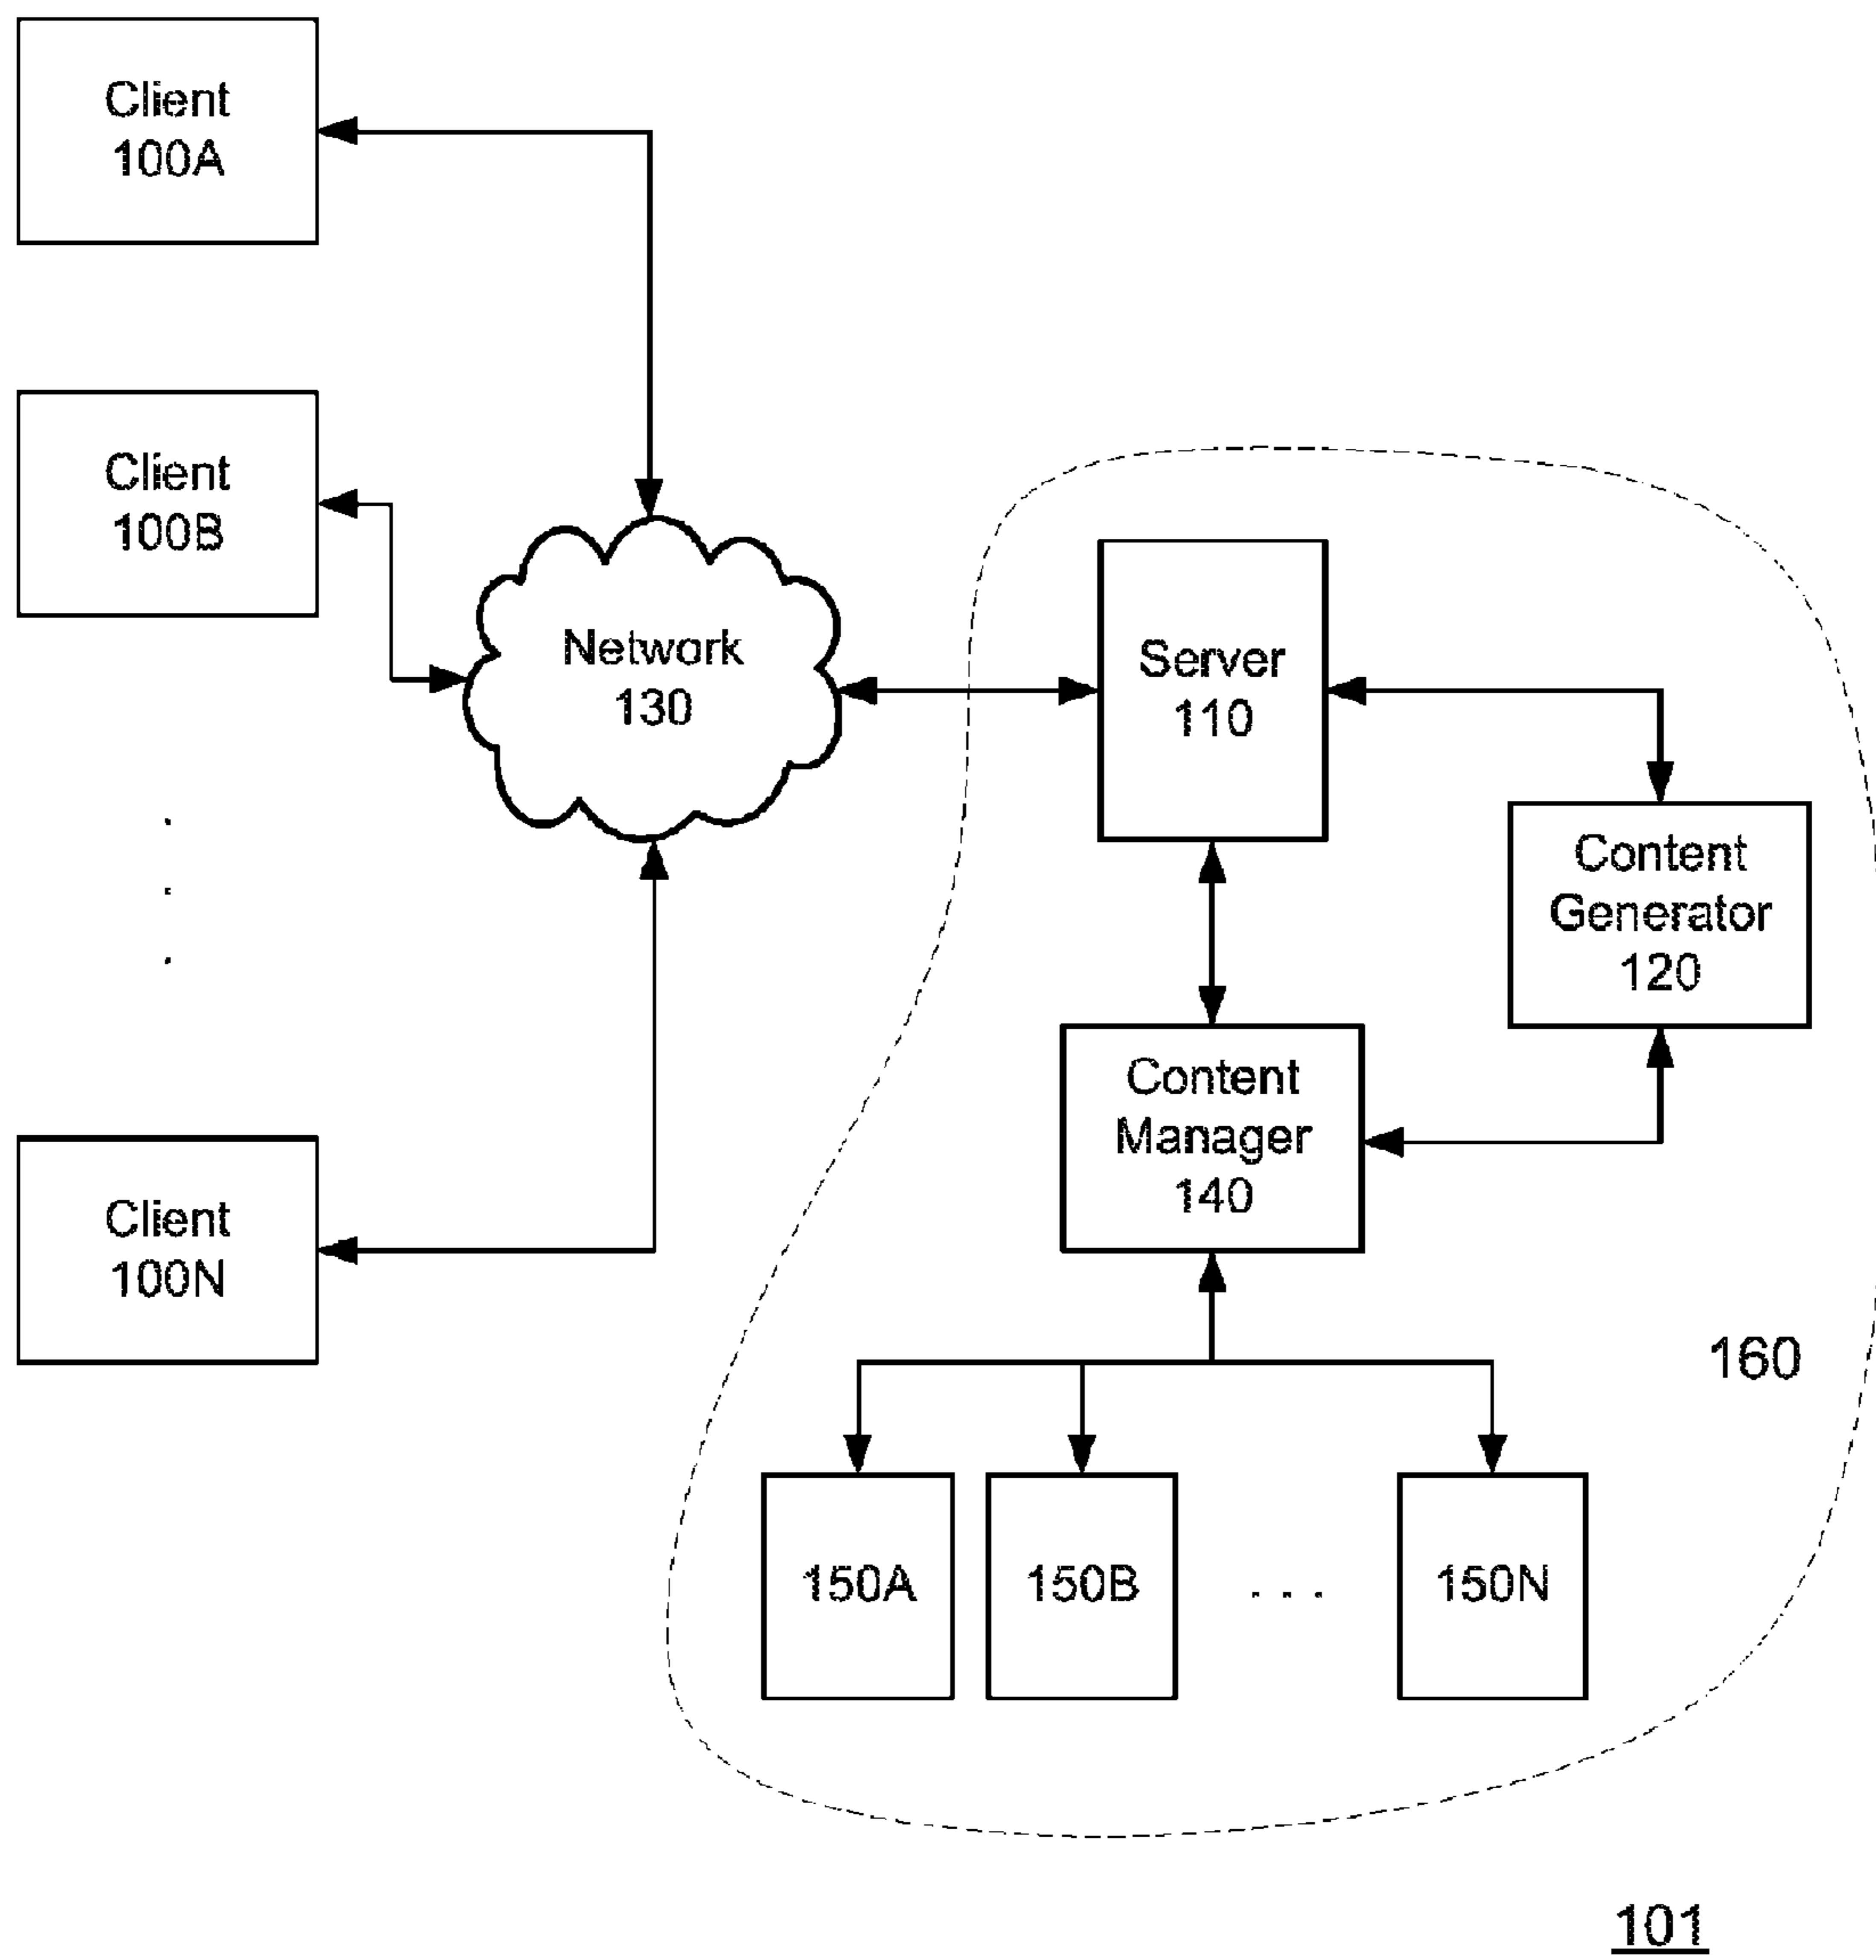 Client
100A
Client
100B
Network
130
Server
110
Content
Generator
120
Content
Manager
140
Client
100N
160
150A
150B
. . .
150N
101